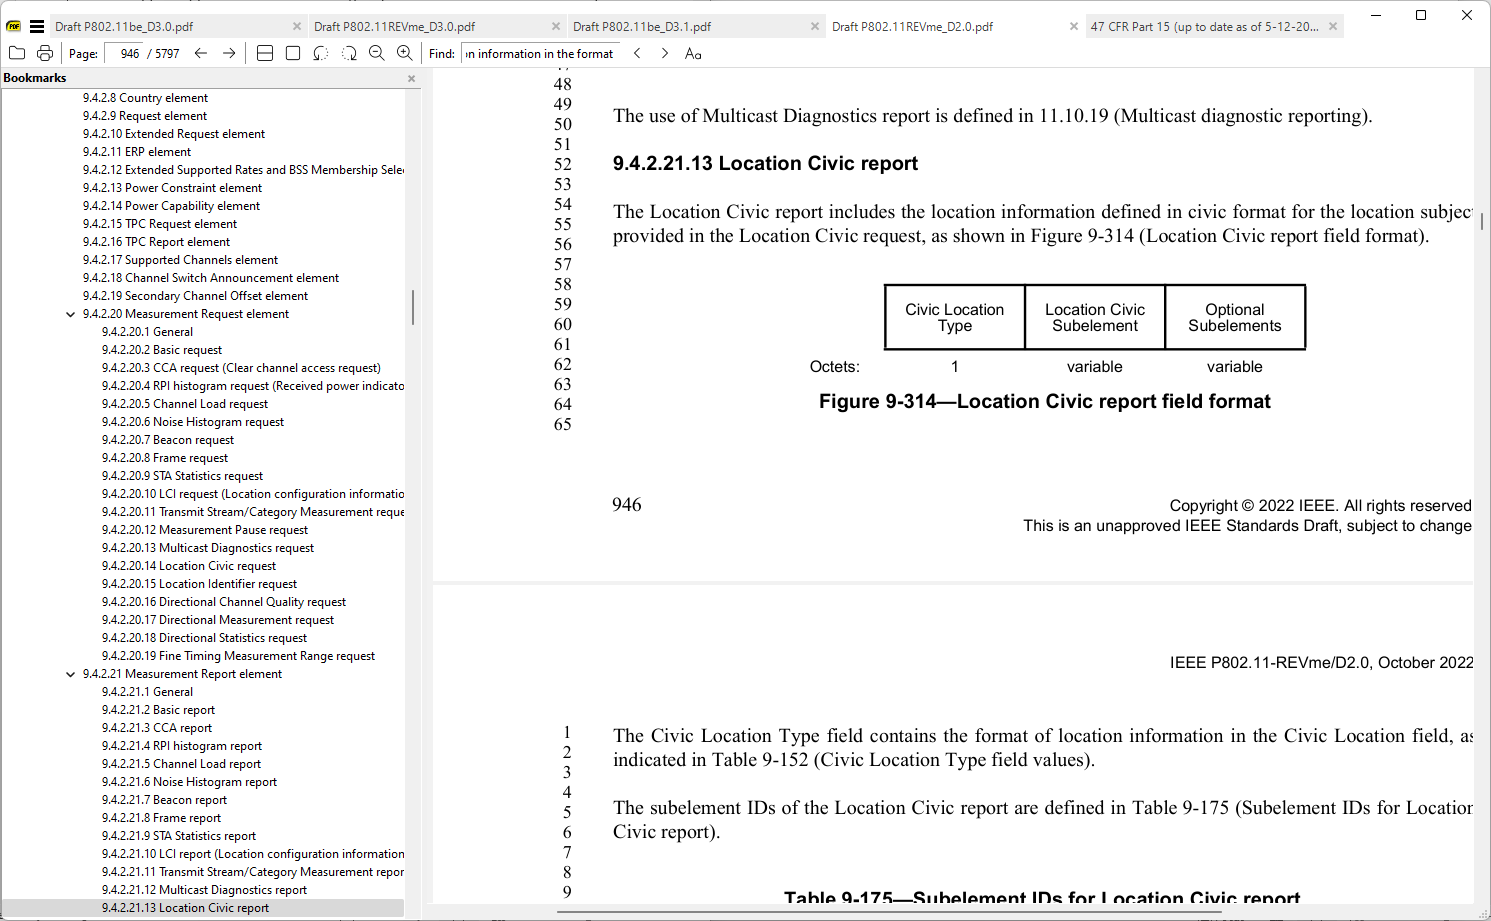 Draft P802.11be_D3.0.pdf
Draft P802.11REVme_D3.0.pdf
Draft P802.11be_D3.1.pdf
Draft P802.11REVme_D2.0.pdf
47 CFR Part 15 (up to date as of 5-12-20...
Page: 946 / 5797
Find: n information in the format
Aa
Bookmarks
9.4.2.8 Country element
9.4.2.9 Request element
9.4.2.10 Extended Request element
9.4.2.11 ERP element
9.4.2.12 Extended Supported Rates and BSS Membership Sele
9.4.2.13 Power Constraint element
9.4.2.14 Power Capability element
9.4.2.15 TPC Request element
9.4.2.16 TPC Report element
9.4.2.17 Supported Channels element
9.4.2.18 Channel Switch Announcement element
9.4.2.19 Secondary Channel Offset element
9.4.2.20 Measurement Request element
9.4.2.20.1 General
9.4.2.20.2 Basic request
9.4.2.20.3 CCA request (Clear channel access request)
9.4.2.20.4 RPI histogram request (Received power indicato
9.4.2.20.5 Channel Load request
9.4.2.20.6 Noise Histogram request
9.4.2.20.7 Beacon request
9.4.2.20.8 Frame request
9.4.2.20.9 STA Statistics request
9.4.2.20.10 LCI request (Location configuration informatio
9.4.2.20.11 Transmit Stream/Category Measurement reque
9.4.2.20.12 Measurement Pause request
9.4.2.20.13 Multicast Diagnostics request
9.4.2.20.14 Location Civic request
9.4.2.20.15 Location Identifier request
9.4.2.20.16 Directional Channel Quality request
9.4.2.20.17 Directional Measurement request
9.4.2.20.18 Directional Statistics request
9.4.2.20.19 Fine Timing Measurement Range request
9.4.2.21 Measurement Report element
9.4.2.21.1 General
9.4.2.21.2 Basic report
9.4.2.21.3 CCA report
9.4.2.21.4 RPI histogram report
9.4.2.21.5 Channel Load report
9.4.2.21.6 Noise Histogram report
9.4.2.21.7 Beacon report
9.4.2.21.8 Frame report
9.4.2.21.9 STA Statistics report
9.4.2.21.10 LCI report (Location configuration information
9.4.2.21.11 Transmit Stream/Category Measurement repor
9.4.2.21.12 Multicast Diagnostics report
9.4.2.21.13 Location Civic report
48
49
50
51
52
53
54
55
56
57
58
59
60
61
62
63
64
65
The use of Multicast Diagnostics report is defined in 11.10.19 (Multicast diagnostic reporting).
9.4.2.21.13 Location Civic report
The Location Civic report includes the location information defined in civic format for the location subject
provided in the Location Civic request, as shown in Figure 9-314 (Location Civic report field format).
Civic Location
Type
Location Civic
Subelement
Optional
Subelements
Octets: 1 variable variable
Figure 9-314—Location Civic report field format
946
Copyright © 2022 IEEE. All rights reserved
This is an unapproved IEEE Standards Draft, subject to change
IEEE P802.11-REVme/D2.0, October 2022
1
2
3
4
5
6
7
8
9
The Civic Location Type field contains the format of location information in the Civic Location field, as
indicated in Table 9-152 (Civic Location Type field values).
The subelement IDs of the Location Civic report are defined in Table 9-175 (Subelement IDs for Location
Civic report).
Table 9-175—Subelement IDs for Location Civic report